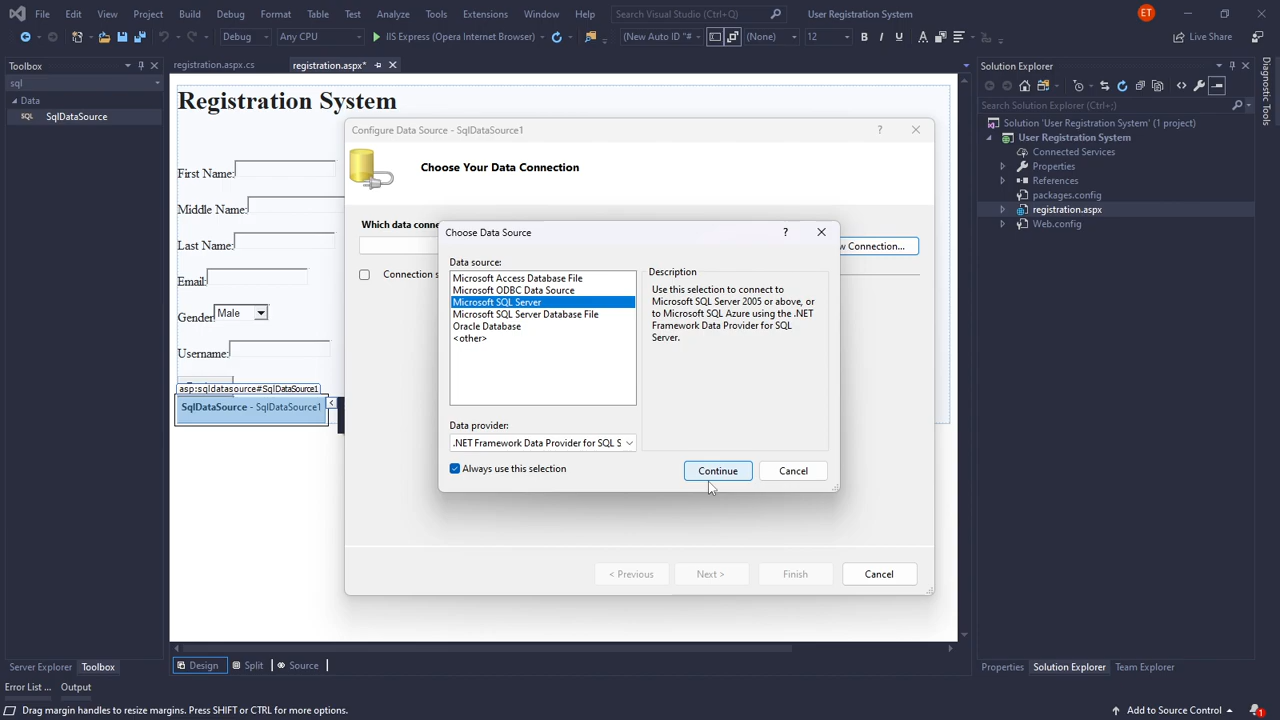 File Edit View Project Build Debug Format Table Test Analyze Tools Extensions Window Help Search Visual Studio (Ctrl+Q) User Registration System ET
Debug Any CPU IIS Express (Opera Internet Browser) (New Auto ID "# (None) 12 B I U A Live Share
Toolbox
sql
Data
SQL SqlDataSource
registration.aspx.cs registration.aspx*
Registration System
First Name:
Middle Name:
Last Name:
Email:
Gender: Male
Username:
asp:sqldatasource#SqlDataSource1
SqlDataSource - SqlDataSource1
Configure Data Source - SqlDataSource1
Choose Your Data Connection
Which data conne
w Connection...
Connection s
Choose Data Source
Data source:
Microsoft Access Database File
Microsoft ODBC Data Source
Microsoft SQL Server
Microsoft SQL Server Database File
Oracle Database
<other>
Description
Use this selection to connect to
Microsoft SQL Server 2005 or above, or
to Microsoft SQL Azure using the .NET
Framework Data Provider for SQL
Server.
Data provider:
.NET Framework Data Provider for SQL S
Always use this selection
Continue Cancel
< Previous Next > Finish Cancel
Solution Explorer
Search Solution Explorer (Ctrl+;)
Solution 'User Registration System' (1 project)
User Registration System
Connected Services
Properties
References
packages.config
registration.aspx
Web.config
Diagnostic Tools
Server Explorer Toolbox
Design Split Source
Properties Solution Explorer Team Explorer
Error List ... Output
Drag margin handles to resize margins. Press SHIFT or CTRL for more options.
Add to Source Control 1